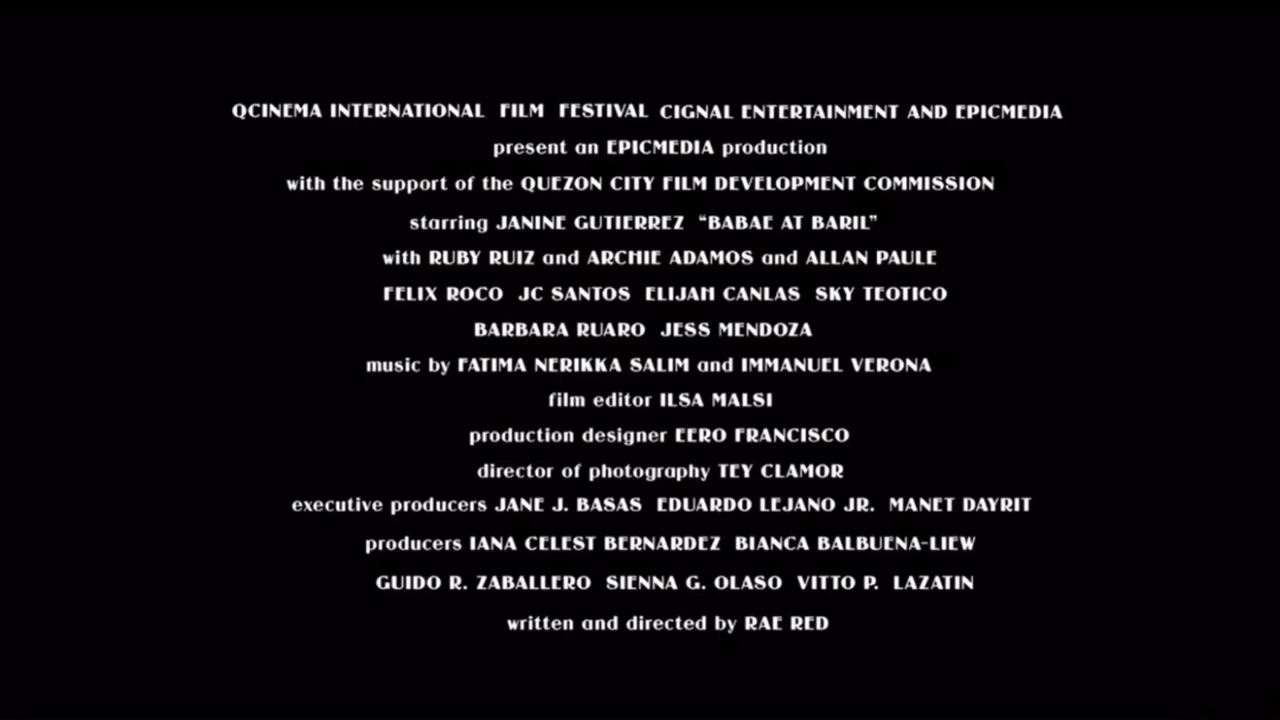 QCINEMA INTERNATIONAL FILM FESTIVAL CIGNAL ENTERTAINMENT AND EPICMEDIA
present an EPICMEDIA production
with the support of the QUEZON CITY FILM DEVELOPMENT COMMISSION
starring JANINE GUTIERREZ “BABAE AT BARIL”
with RUBY RUIZ and ARCHIE ADAMOS and ALLAN PAULE
FELIX ROCO JC SANTOS ELIJAH CANLAS SKY TEOTICO
BARBARA RUARO JESS MENDOZA
music by FATIMA NERIKKA SALIM and IMMANUEL VERONA
film editor ILSA MALSI
production designer EERO FRANCISCO
director of photography TEY CLAMOR
executive producers JANE J. BASAS EDUARDO LEJANO JR. MANET DAYRIT
producers IANA CELEST BERNARDEZ BIANCA BALBUENA-LIEW
GUIDO R. ZABALLERO SIENNA G. OLASO VITTO P. LAZATIN
written and directed by RAE RED